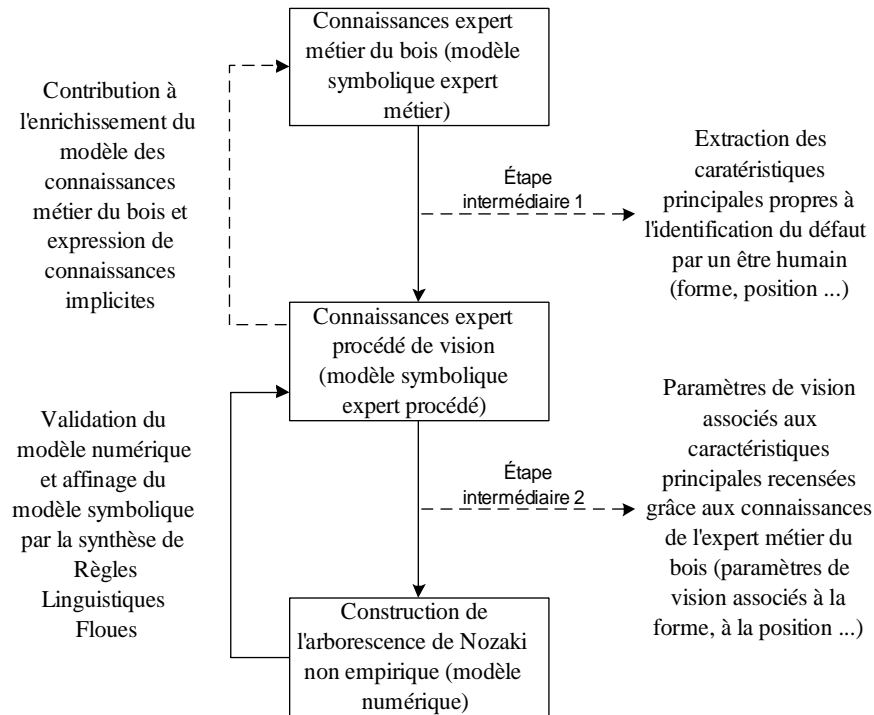 Connaissances expert
métier du bois (modèle
symbolique expert
métier)
Contribution à
l'enrichissement du
modèle des
connaissances
métier du bois et
expression de
connaissances
implicites
Étape
intermédiaire 1
Extraction des
caratéristiques
principales propres à
l'identification du défaut
par un être humain
(forme, position ...)
Connaissances expert
procédé de vision
(modèle symbolique
expert procédé)
Validation du
modèle numérique
et affinage du
modèle symbolique
par la synthèse de
Règles
Linguistiques
Floues
Étape
intermédiaire 2
Paramètres de vision
associés aux
caractéristiques
principales recensées
grâce aux connaissances
de l'expert métier du
bois (paramètres de
vision associés à la
forme, à la position ...)
Construction de
l'arborescence de Nozaki
non empirique (modèle
numérique)